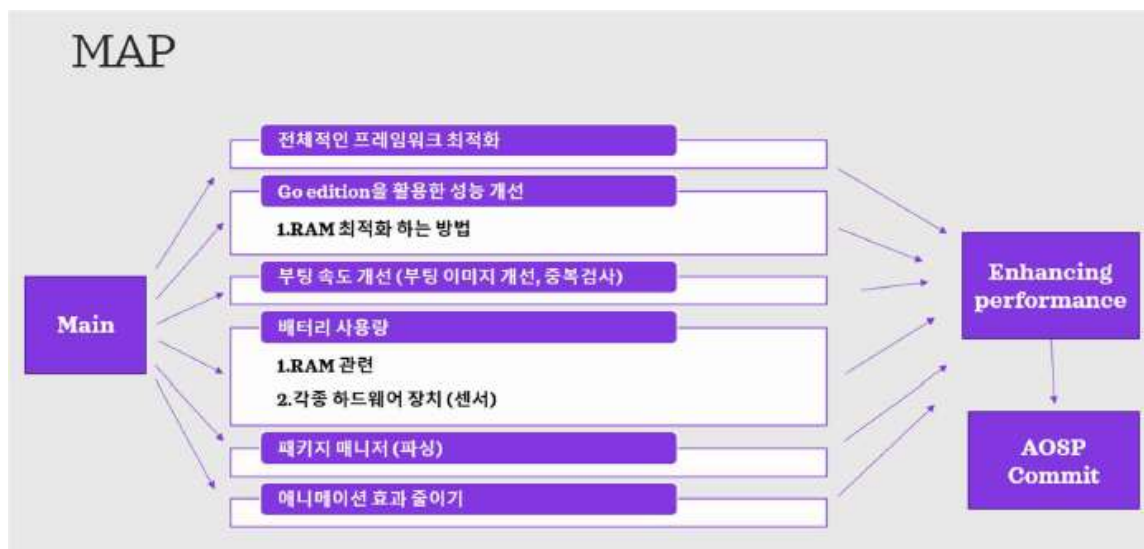 MAP
전체적인 프레임워크 최적화
Go edition을 활용한 성능 개선
1.RAM 최적화 하는 방법
부팅 속도 개선 (부팅 이미지 개선, 중복검사)
Main
배터리 사용량
1.RAM 관련
2.각종 하드웨어 장치 (센서)
패키지 매니저 (파싱)
애니메이션 효과 줄이기
Enhancing
performance
AOSP
Commit